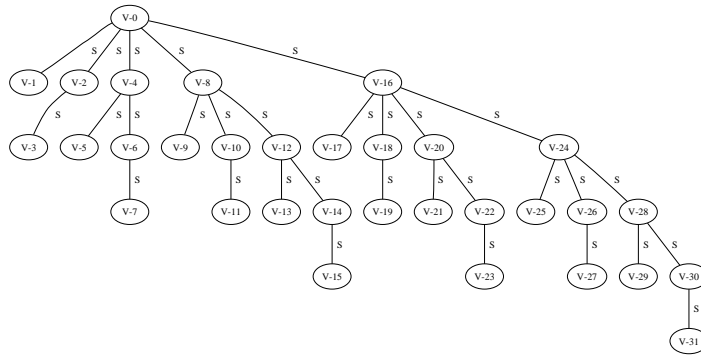 V-0
S S S S
S
V-1 V-2 V-4 V-8 V-16
S S S S S S S S S S
V-3 V-5 V-6 V-9 V-10 V-12 V-17 V-18 V-20 V-24
S S S S S S S S S S
V-7 V-11 V-13 V-14 V-19 V-21 V-22 V-25 V-26 V-28
S S S S S
V-15 V-23 V-27 V-29 V-30
S
V-31